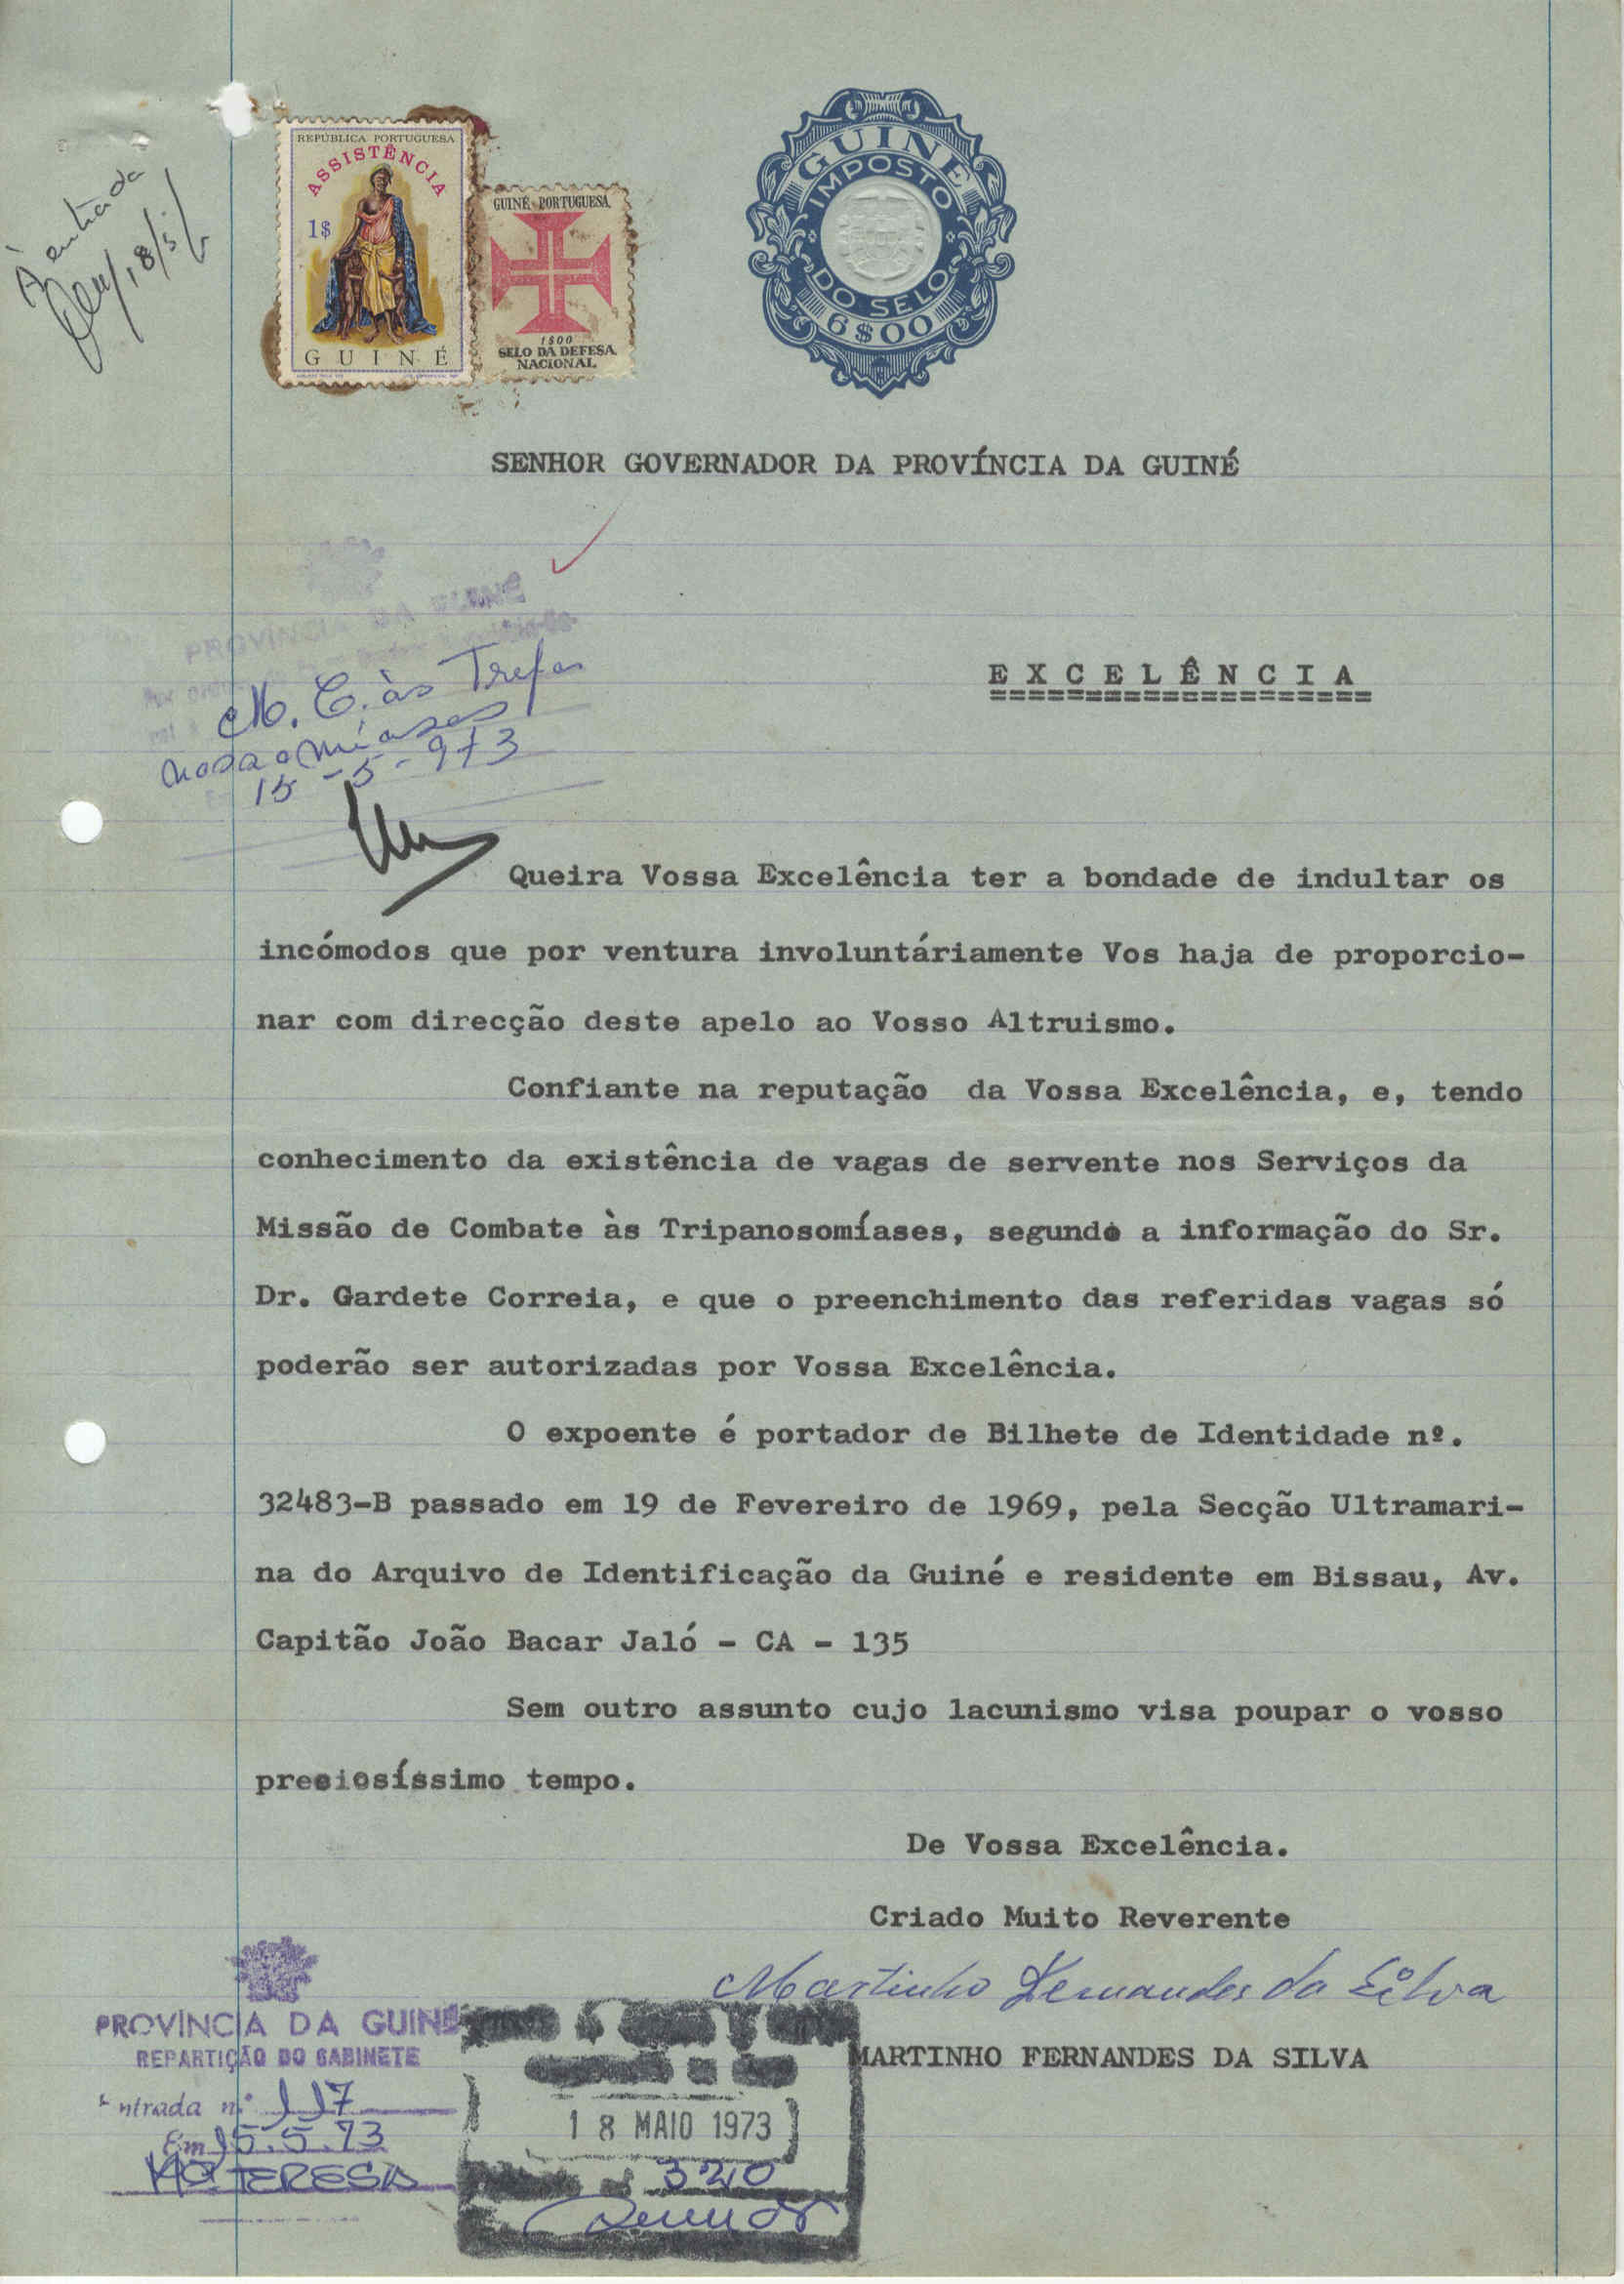 À entrada
18/5/
REPÚBLICA PORTUGUESA
ASSISTÊNCIA
1$
GUINÉ
GUINÉ PORTUGUESA
1$00
SELO DA DEFESA
NACIONAL
GUINÉ
IMPOSTO
DO SELO
6$00
SENHOR GOVERNADOR DA PROVÍNCIA DA GUINÉ
PROVÍNCIA DA GUINÉ
M. C. às Trepa
nosomíases
15-5-973
EXCELÊNCIA
Queira Vossa Excelência ter a bondade de indultar os
incómodos que por ventura involuntáriamente Vos haja de proporcio-
nar com direcção deste apelo ao Vosso Altruismo.
Confiante na reputação da Vossa Excelência, e, tendo
conhecimento da existência de vagas de servente nos Serviços da
Missão de Combate às Tripanosomíases, segundo a informação do Sr.
Dr. Gardete Correia, e que o preenchimento das referidas vagas só
poderão ser autorizadas por Vossa Excelência.
O expoente é portador de Bilhete de Identidade nº.
32483-B passado em 19 de Fevereiro de 1969, pela Secção Ultramari-
na do Arquivo de Identificação da Guiné e residente em Bissau, Av.
Capitão João Bacar Jaló - CA - 135
Sem outro assunto cujo lacunismo visa poupar o vosso
preciosíssimo tempo.
De Vossa Excelência.
Criado Muito Reverente
Martinho Fernandes da Silva
MARTINHO FERNANDES DA SILVA
PROVÍNCIA DA GUINÉ
REPARTIÇÃO DO GABINETE
Entrada n.º 117
Em 15.5.73
Mª TERESA
18 MAIO 1973
320